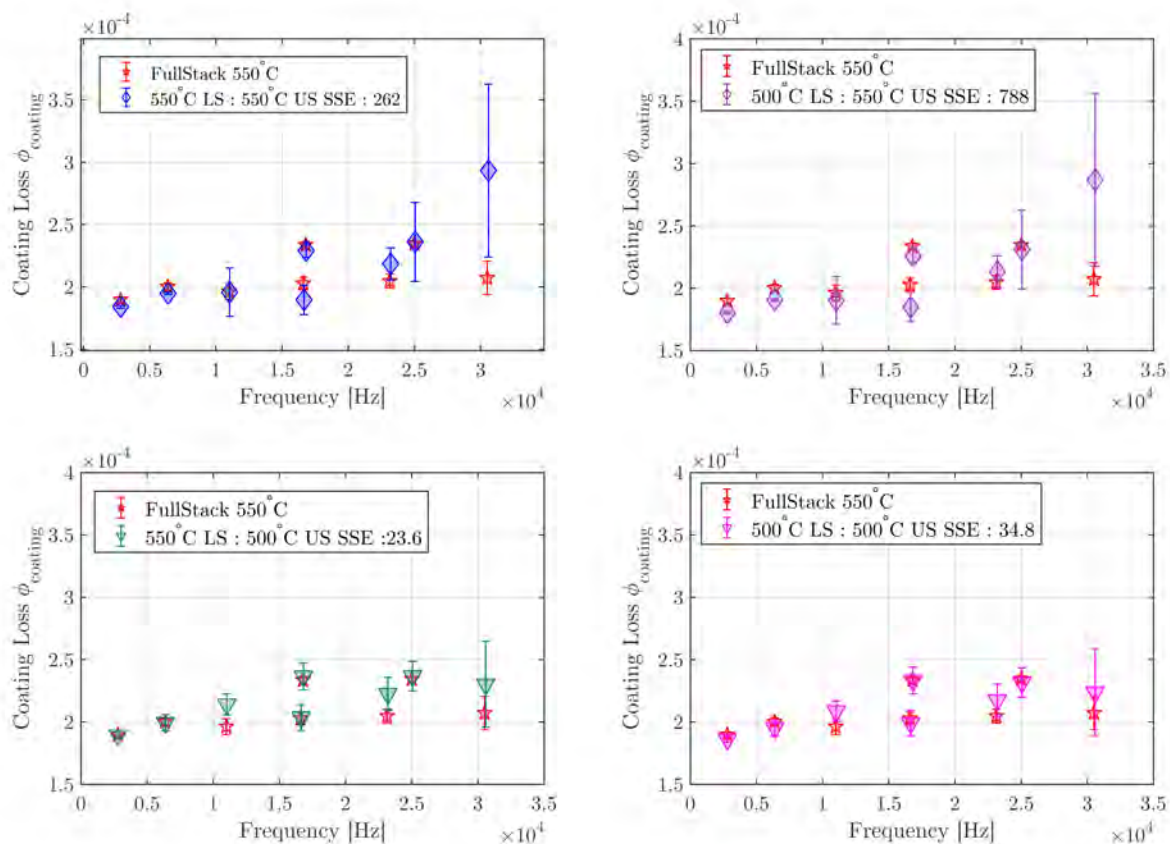 ×10⁻⁴
FullStack 550°C
550°C LS : 550°C US SSE : 262
Coating Loss ϕcoating
3.5
3
2.5
2
1.5
0 0.5 1 1.5 2 2.5 3 3.5
Frequency [Hz]
×10⁴
×10⁻⁴
4
FullStack 550°C
500°C LS : 550°C US SSE : 788
Coating Loss ϕcoating
3.5
3
2.5
2
1.5
0 0.5 1 1.5 2 2.5 3 3.5
Frequency [Hz]
×10⁴
×10⁻⁴
4
FullStack 550°C
550°C LS : 500°C US SSE :23.6
Coating Loss ϕcoating
3.5
3
2.5
2
1.5
0 0.5 1 1.5 2 2.5 3 3.5
Frequency [Hz]
×10⁴
×10⁻⁴
4
FullStack 550°C
500°C LS : 500°C US SSE : 34.8
Coating Loss ϕcoating
3.5
3
2.5
2
1.5
0 0.5 1 1.5 2 2.5 3 3.5
Frequency [Hz]
×10⁴